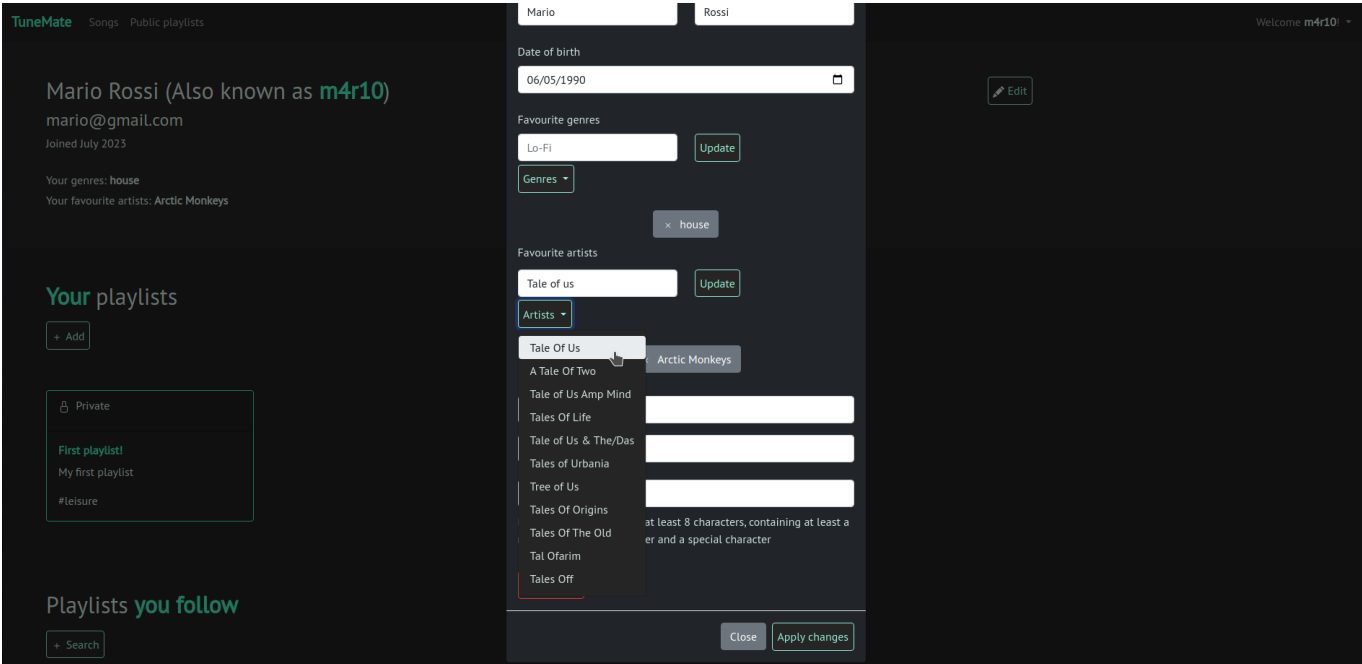 TuneMate Songs Public playlists
Welcome m4r10!
Mario Rossi (Also known as m4r10)
mario@gmail.com
Joined July 2023
Your genres: house
Your favourite artists: Arctic Monkeys
Edit
Your playlists
+ Add
Private
First playlist!
My first playlist
#leisure
Playlists you follow
+ Search
Mario Rossi
Date of birth
06/05/1990
Favourite genres
Lo-Fi Update
Genres
× house
Favourite artists
Tale of us Update
Artists
Arctic Monkeys
Tale Of Us
A Tale Of Two
Tale of Us Amp Mind
Tales Of Life
Tale of Us & The/Das
Tales of Urbania
Tree of Us
Tales Of Origins
Tales Of The Old
Tal Ofarim
Tales Off
at least 8 characters, containing at least a
er and a special character
Close Apply changes